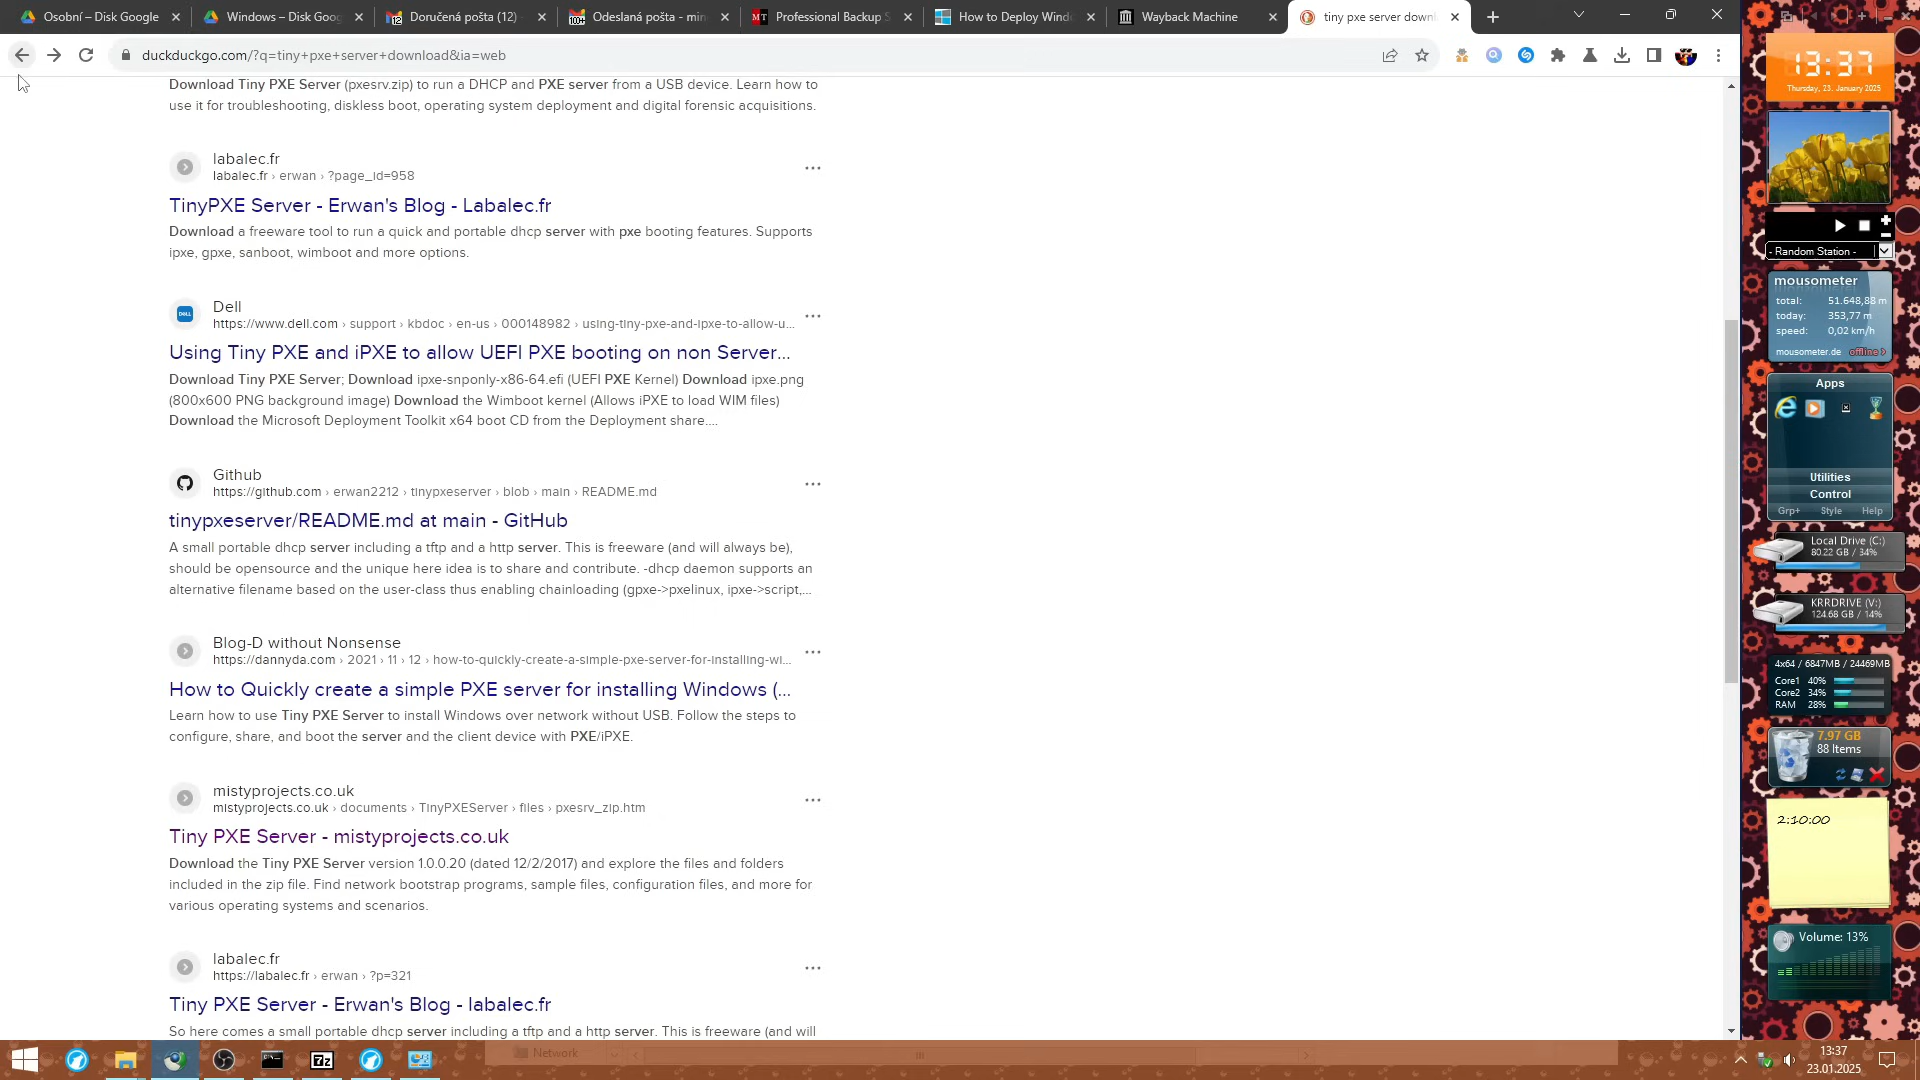 Osobní – Disk Google
Windows – Disk Goog
Doručená pošta (12) -
Odeslaná pošta - min
Professional Backup S
How to Deploy Windo
Wayback Machine
tiny pxe server downl
duckduckgo.com/?q=tiny+pxe+server+download&ia=web
Download Tiny PXE Server (pxesrv.zip) to run a DHCP and PXE server from a USB device. Learn how to
use it for troubleshooting, diskless boot, operating system deployment and digital forensic acquisitions.
labalec.fr
labalec.fr › erwan › ?page_id=958
TinyPXE Server - Erwan's Blog - Labalec.fr
Download a freeware tool to run a quick and portable dhcp server with pxe booting features. Supports
ipxe, gpxe, sanboot, wimboot and more options.
Dell
https://www.dell.com › support › kbdoc › en-us › 000148982 › using-tiny-pxe-and-ipxe-to-allow-u...
Using Tiny PXE and iPXE to allow UEFI PXE booting on non Server...
Download Tiny PXE Server; Download ipxe-snponly-x86-64.efi (UEFI PXE Kernel) Download ipxe.png
(800x600 PNG background image) Download the Wimboot kernel (Allows iPXE to load WIM files)
Download the Microsoft Deployment Toolkit x64 boot CD from the Deployment share....
Github
https://github.com › erwan2212 › tinypxeserver › blob › main › README.md
tinypxeserver/README.md at main - GitHub
A small portable dhcp server including a tftp and a http server. This is freeware (and will always be),
should be opensource and the unique here idea is to share and contribute. -dhcp daemon supports an
alternative filename based on the user-class thus enabling chainloading (gpxe->pxelinux, ipxe->script,...
Blog-D without Nonsense
https://dannyda.com › 2021 › 11 › 12 › how-to-quickly-create-a-simple-pxe-server-for-installing-wi...
How to Quickly create a simple PXE server for installing Windows (...
Learn how to use Tiny PXE Server to install Windows over network without USB. Follow the steps to
configure, share, and boot the server and the client device with PXE/iPXE.
mistyprojects.co.uk
mistyprojects.co.uk › documents › TinyPXEServer › files › pxesrv_zip.htm
Tiny PXE Server - mistyprojects.co.uk
Download the Tiny PXE Server version 1.0.0.20 (dated 12/2/2017) and explore the files and folders
included in the zip file. Find network bootstrap programs, sample files, configuration files, and more for
various operating systems and scenarios.
labalec.fr
https://labalec.fr › erwan › ?p=321
Tiny PXE Server - Erwan's Blog - labalec.fr
So here comes a small portable dhcp server including a tftp and a http server. This is freeware (and will
13:37
Thursday, 23. January 2025
- Random Station -
mousometer
total: 51.648,88 m
today: 353,77 m
speed: 0,02 km/h
mousometer.de offline
Apps
Utilities
Control
Grp+ Style Help
Local Drive (C:)
80.22 GB / 34%
KRRDRIVE (V:)
124.68 GB / 14%
4x64 / 6847MB / 24469MB
Core1 40%
Core2 34%
RAM 28%
7.97 GB
88 Items
2:10:00
Volume: 13%
Network
13:37
23.01.2025